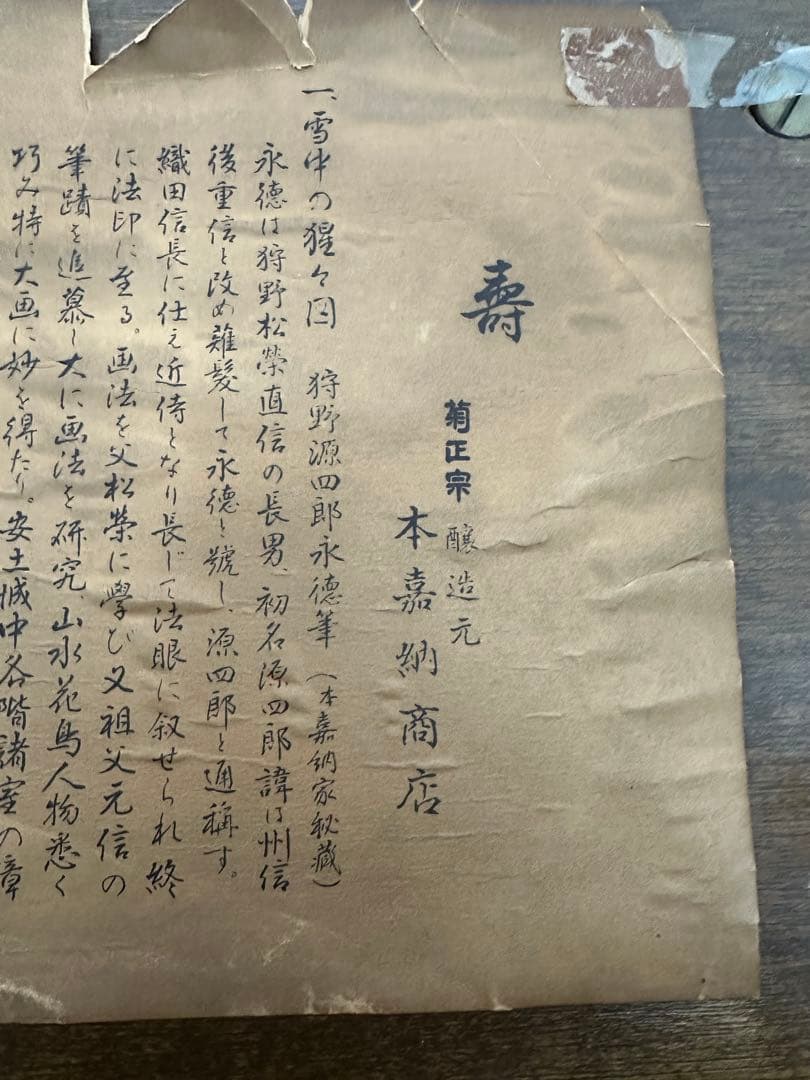 壽
菊正宗 醸造元
本嘉納商店
一、雪中の猩々図 狩野源四郎永徳筆(本嘉納家秘藏)
永徳は狩野松榮直信の長男、初名源四郎諱は州信
後重信と改め薙髪して永徳と號し、源四郎と通稱す。
織田信長に仕え近侍となり長じて法眼に叙せられ終
に法印に至る。画法を父松榮に學び又祖父元信の
筆蹟を追慕し大に画法を研究、山水花鳥人物悉く
巧み特に大画に妙を得たり。安土城中各階諸室の章